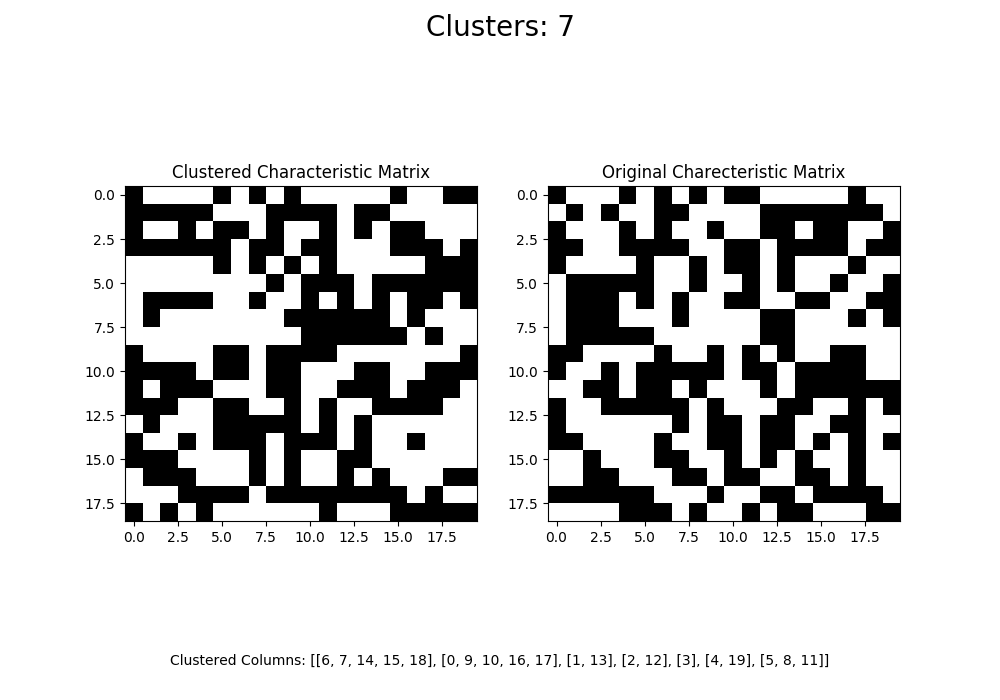 Clusters: 7
Clustered Characteristic Matrix
Original Charecteristic Matrix
0.0
2.5
5.0
7.5
10.0
12.5
15.0
17.5
0.0 2.5 5.0 7.5 10.0 12.5 15.0 17.5
0.0
2.5
5.0
7.5
10.0
12.5
15.0
17.5
0.0 2.5 5.0 7.5 10.0 12.5 15.0 17.5
Clustered Columns: [[6, 7, 14, 15, 18], [0, 9, 10, 16, 17], [1, 13], [2, 12], [3], [4, 19], [5, 8, 11]]